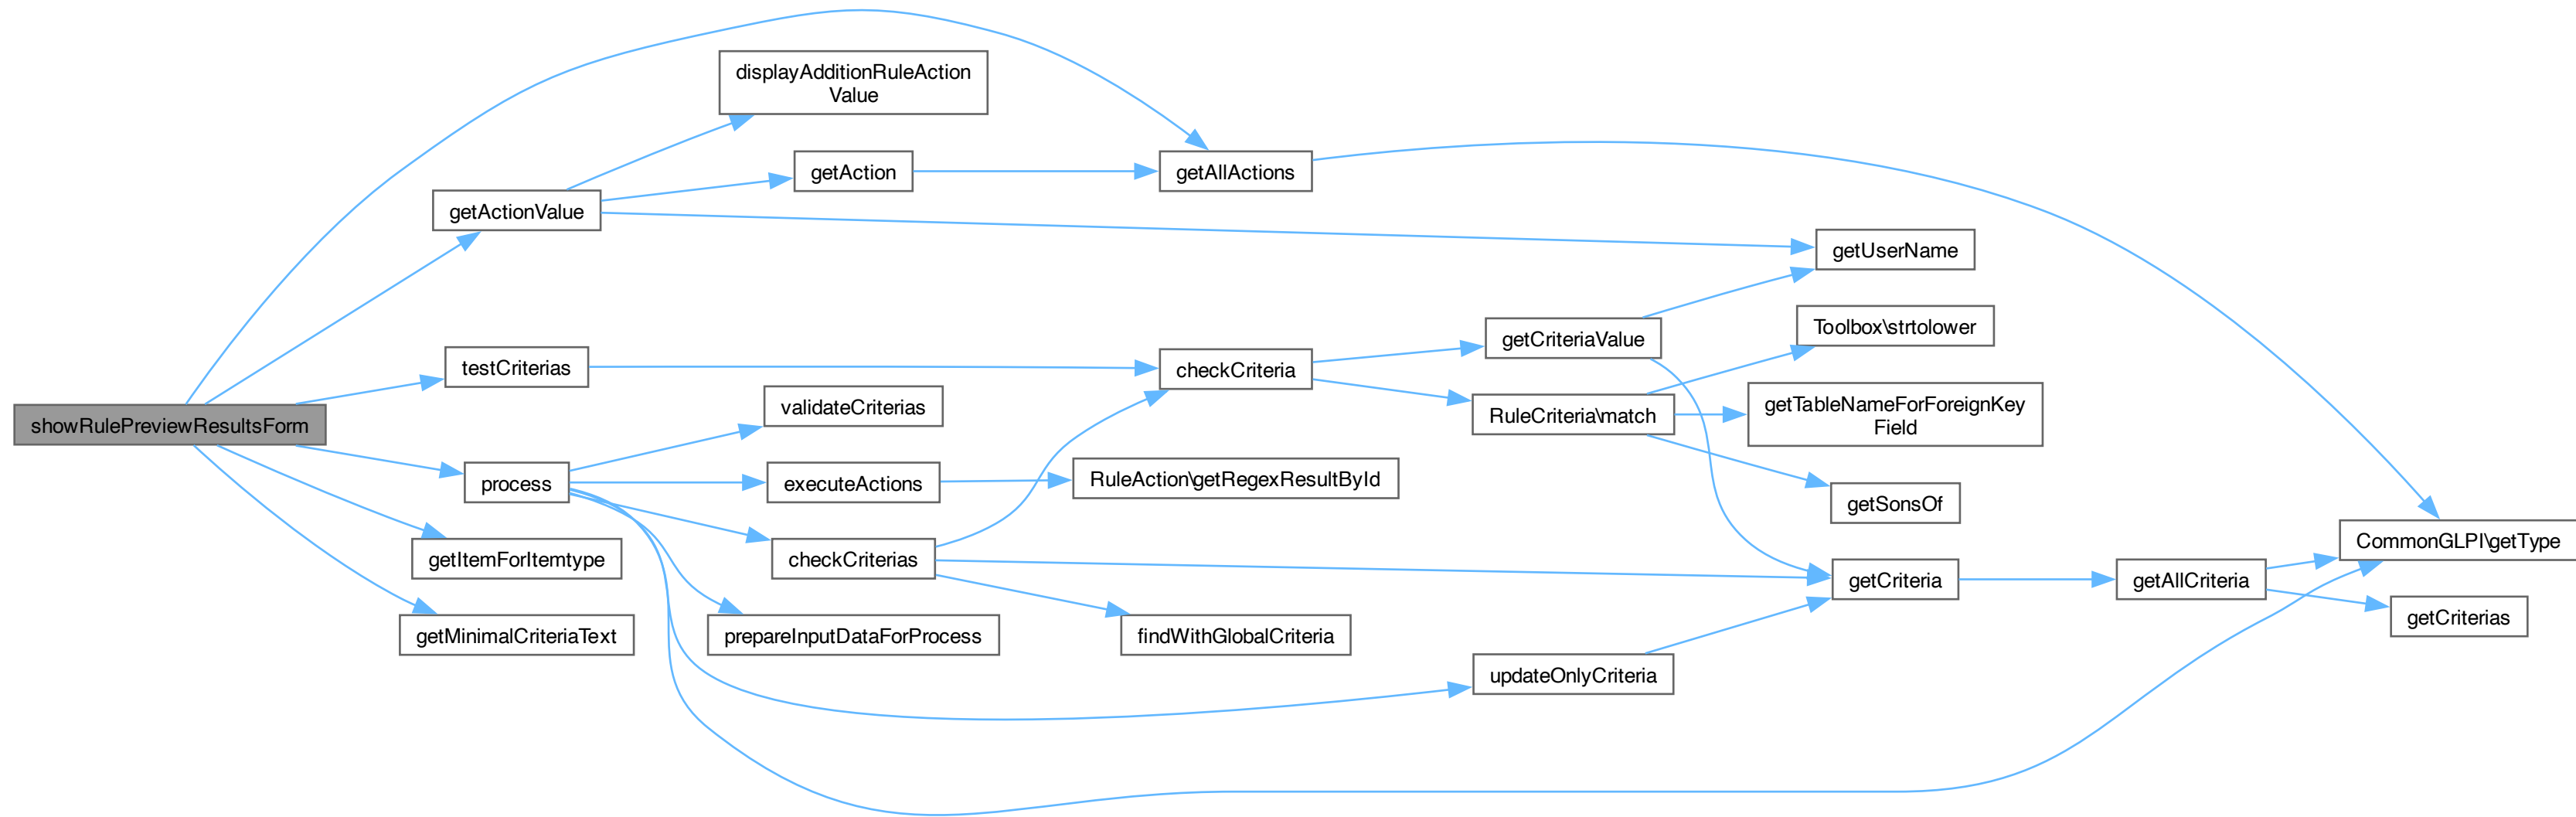 displayAdditionRuleAction
Value
getAction
getAllActions
getActionValue
getUserName
Toolbox\strtolower
getCriteriaValue
testCriterias
checkCriteria
validateCriterias
RuleCriteria\match
getTableNameForForeignKey
Field
showRulePreviewResultsForm
process
executeActions
RuleAction\getRegexResultById
getSonsOf
getItemForItemtype
checkCriterias
CommonGLPI\getType
getCriteria
getAllCriteria
getCriterias
getMinimalCriteriaText
prepareInputDataForProcess
findWithGlobalCriteria
updateOnlyCriteria